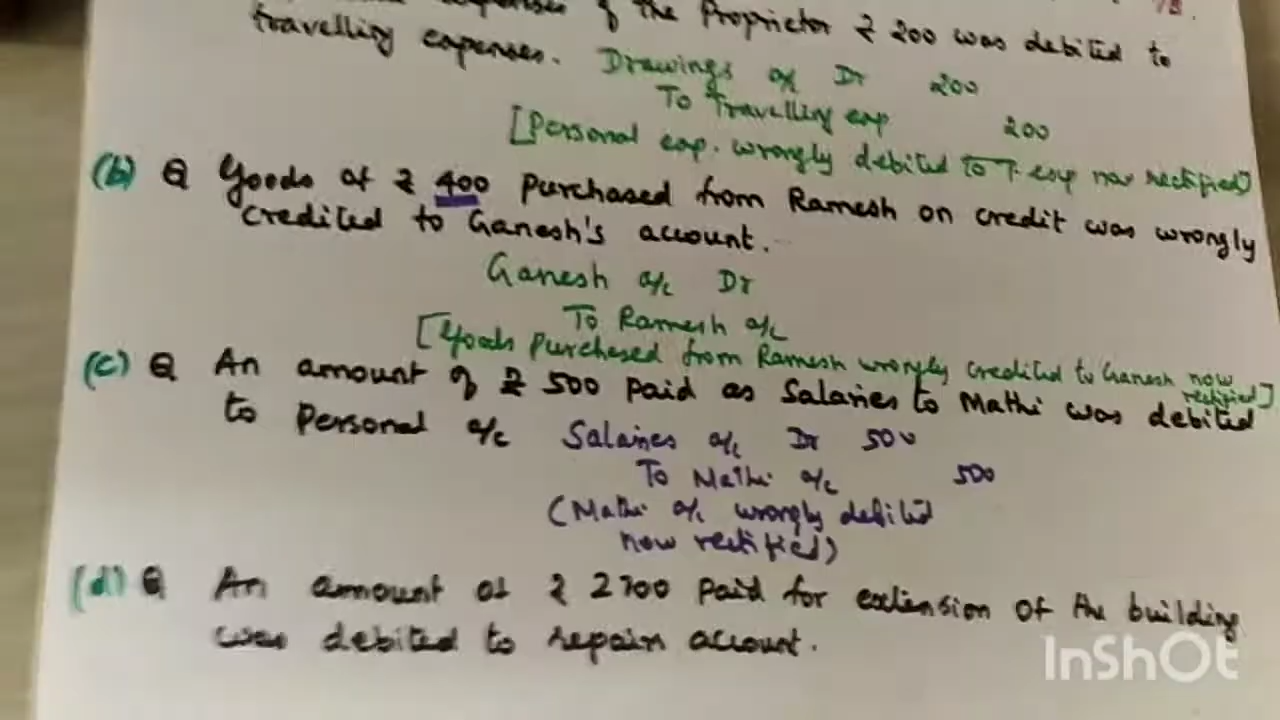 expenses of the Proprietor ₹ 200 was debited to
travelling expenses. Drawings a/c Dr 200
To Travelling exp 200
[Personal exp. wrongly debited to T. exp now rectified]
(b) Q Goods of ₹ 400 purchased from Ramesh on credit was wrongly
credited to Ganesh's account.
Ganesh a/c Dr
To Ramesh a/c
[Goods purchased from Ramesh wrongly credited to Ganesh now
rectified]
(c) Q An amount of ₹ 500 paid as Salaries to Mathi was debited
to Personal a/c Salaries a/c Dr 500
To Mathi a/c 500
(Mathi a/c wrongly debited
now rectified)
(d) Q An amount of ₹ 2700 paid for extension of the building
was debited to repairs account.
InShOt